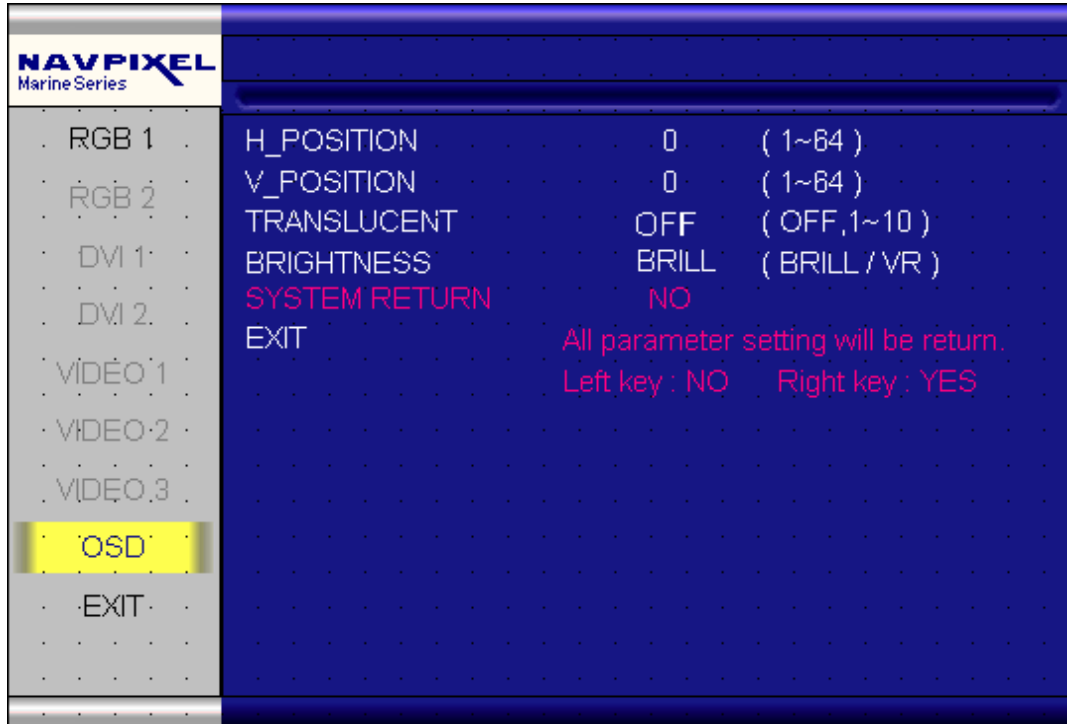 NAVPIXEL
Marine Series
RGB 1
RGB 2
DVI 1
DVI 2
VIDEO 1
VIDEO 2
VIDEO 3
OSD
EXIT
H_POSITION 0 ( 1~64 )
V_POSITION 0 ( 1~64 )
TRANSLUCENT OFF ( OFF,1~10 )
BRIGHTNESS BRILL ( BRILL / VR )
SYSTEM RETURN NO
EXIT All parameter setting will be return.
Left key : NO Right key : YES